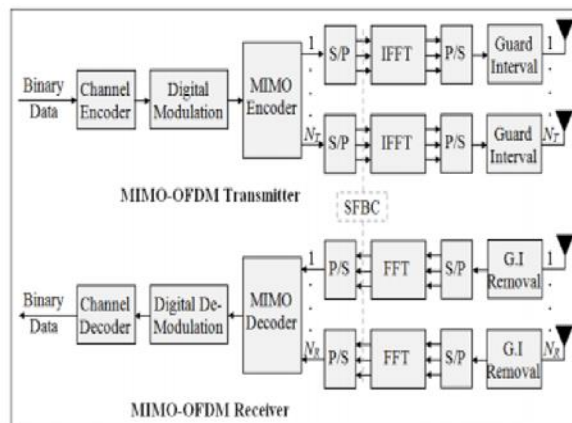 Binary
Data
Channel
Encoder
Digital
Modulation
MIMO
Encoder
1
S/P
IFFT
P/S
Guard
Interval
1
N_T
S/P
IFFT
P/S
Guard
Interval
N_T
MIMO-OFDM Transmitter
SFBC
Binary
Data
Channel
Decoder
Digital De-
Modulation
MIMO
Decoder
1
P/S
FFT
S/P
G.I
Removal
1
N_R
P/S
FFT
S/P
G.I
Removal
N_R
MIMO-OFDM Receiver